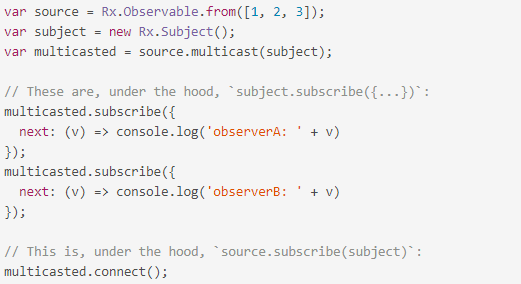 var source = Rx.Observable.from([1, 2, 3]);
var subject = new Rx.Subject();
var multicasted = source.multicast(subject);

// These are, under the hood, `subject.subscribe({...})`:
multicasted.subscribe({
  next: (v) => console.log('observerA: ' + v)
});
multicasted.subscribe({
  next: (v) => console.log('observerB: ' + v)
});

// This is, under the hood, `source.subscribe(subject)`:
multicasted.connect();